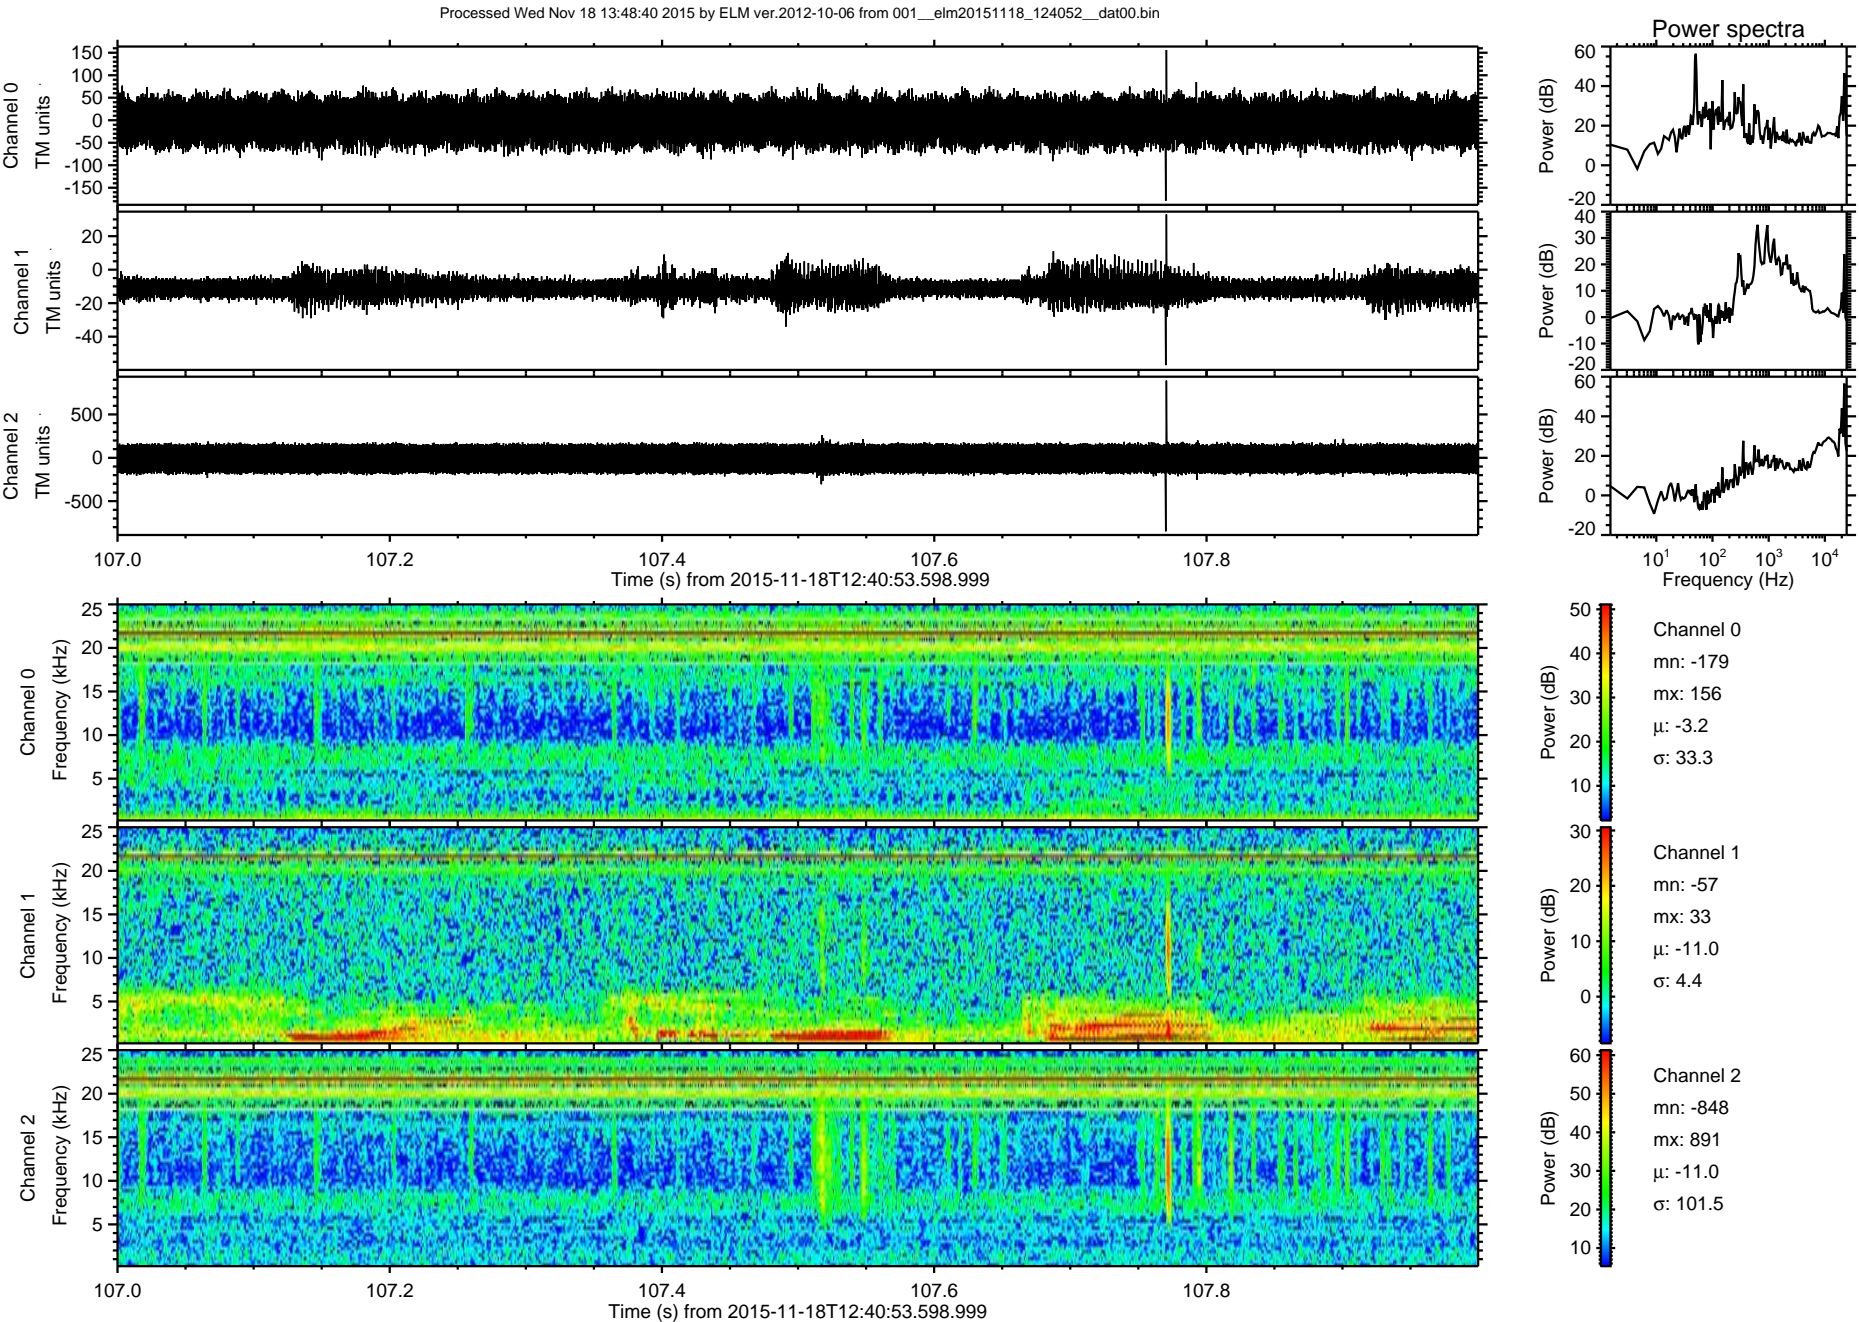 Processed Wed Nov 18 13:48:40 2015 by ELM ver.2012-10-06 from 001__elm20151118_124052__dat00.bin
Power spectra
Channel 0
TM units
150
100
50
0
-50
-100
-150
Power (dB)
60
40
20
0
-20
Channel 1
TM units
20
0
-20
-40
Power (dB)
40
30
20
10
0
-10
-20
Channel 2
TM units
500
0
-500
Power (dB)
60
40
20
0
-20
107.0 107.2 107.4 107.6 107.8
Time (s) from 2015-11-18T12:40:53.598.999
10¹ 10² 10³ 10⁴
Frequency (Hz)
Channel 0
Frequency (kHz)
25
20
15
10
5
Power (dB)
50
40
30
20
10
Channel 0
mn: -179
mx: 156
µ: -3.2
σ: 33.3
Channel 1
Frequency (kHz)
25
20
15
10
5
Power (dB)
30
20
10
0
Channel 1
mn: -57
mx: 33
µ: -11.0
σ: 4.4
Channel 2
Frequency (kHz)
25
20
15
10
5
Power (dB)
60
50
40
30
20
10
Channel 2
mn: -848
mx: 891
µ: -11.0
σ: 101.5
107.0 107.2 107.4 107.6 107.8
Time (s) from 2015-11-18T12:40:53.598.999